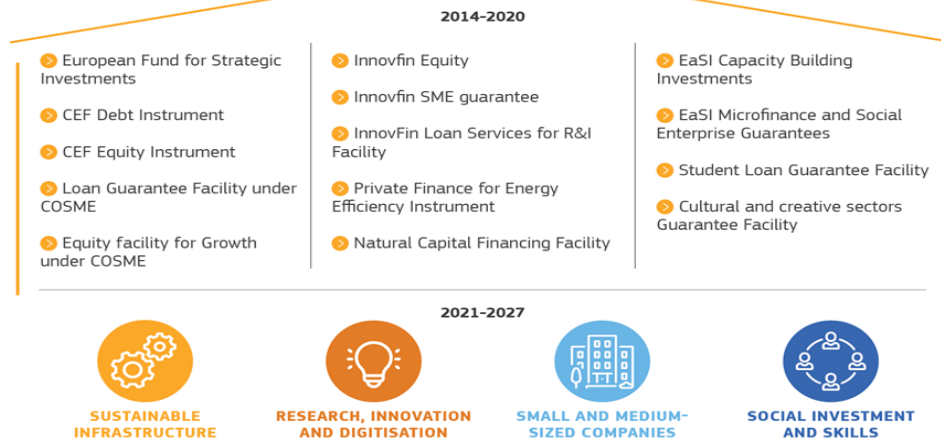 2014-2020
European Fund for Strategic
Investments
CEF Debt Instrument
CEF Equity Instrument
Loan Guarantee Facility under
COSME
Equity facility for Growth
under COSME
Innovfin Equity
Innovfin SME guarantee
InnovFin Loan Services for R&I
Facility
Private Finance for Energy
Efficiency Instrument
Natural Capital Financing Facility
EaSI Capacity Building
Investments
EaSI Microfinance and Social
Enterprise Guarantees
Student Loan Guarantee Facility
Cultural and creative sectors
Guarantee Facility
2021-2027
SUSTAINABLE
INFRASTRUCTURE
RESEARCH, INNOVATION
AND DIGITISATION
SMALL AND MEDIUM-
SIZED COMPANIES
SOCIAL INVESTMENT
AND SKILLS